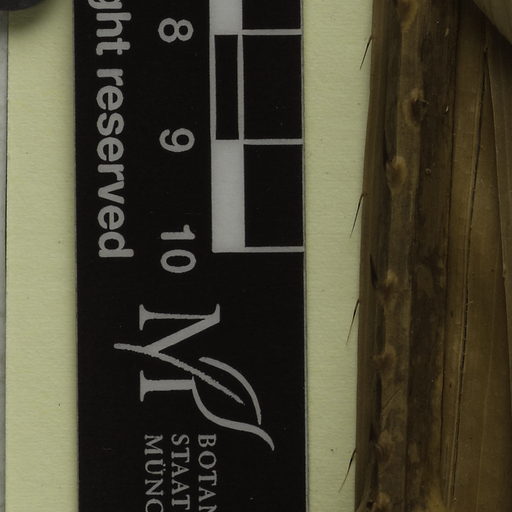 ght reserved
8
9
10
M
BOTAN
STAAT
MÜNC